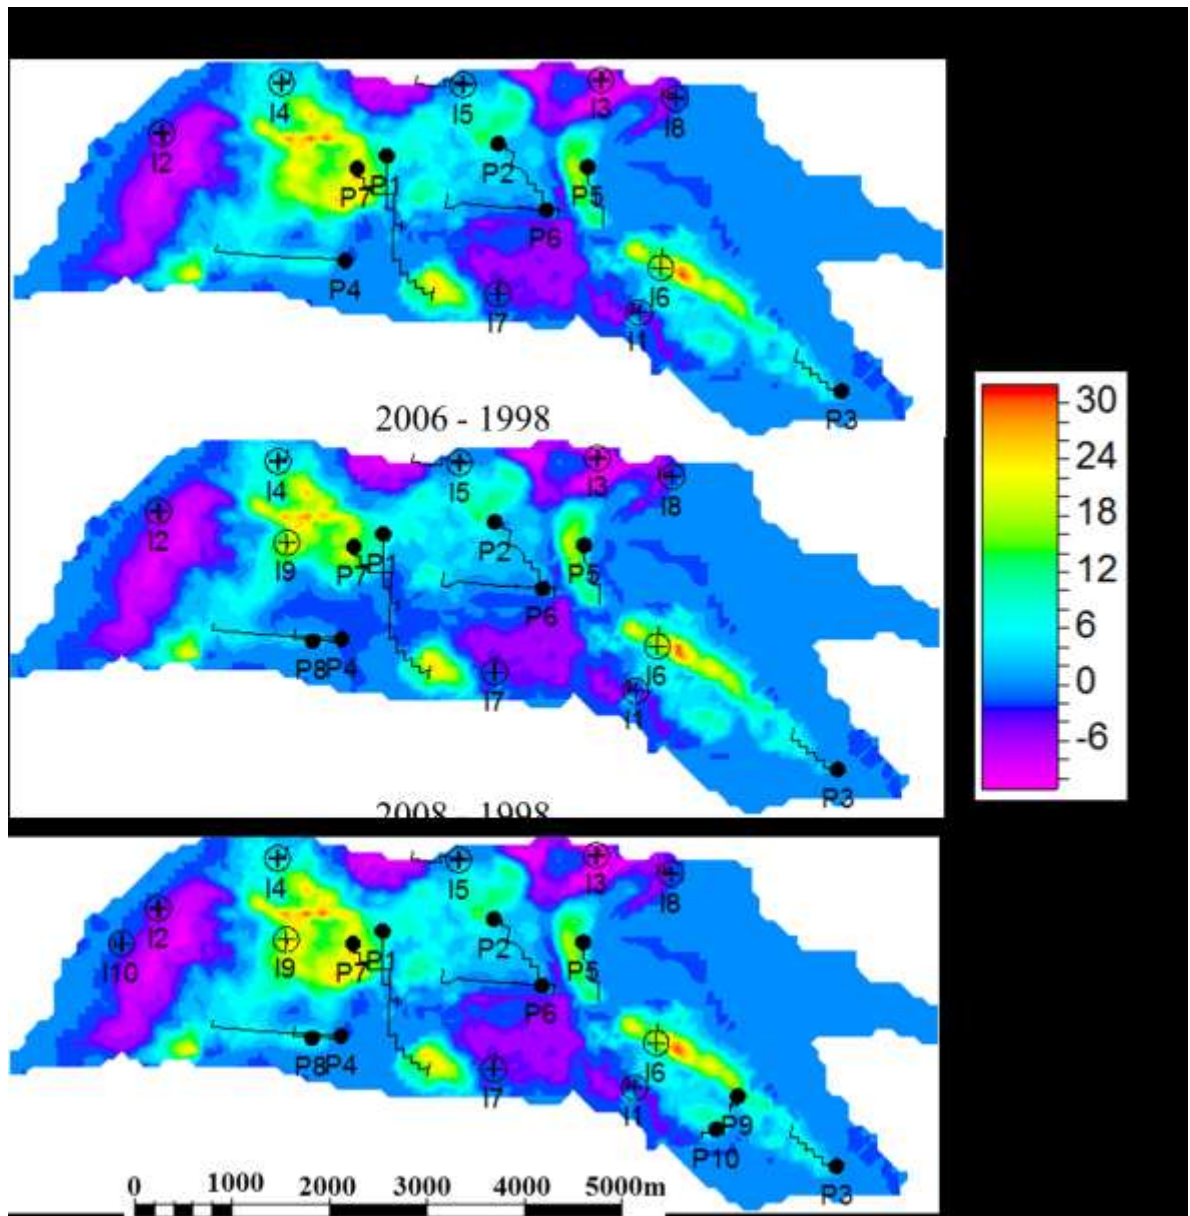 I4 I5 I3 I8
I2
P7 P1 P2 P5
P6
P4 I7 I6
I1
P3
2006 - 1998
I4 I5 I3 I8
I2
I9 P7 P1 P2 P5
P6
P8 P4 I7 I6
I1
P3
2008 - 1998
I4 I5 I3 I8
I2
I10 I9 P7 P1 P2 P5
P6
P8 P4 I7 I6
I1
P9
P10
P3
0 1000 2000 3000 4000 5000m
30
24
18
12
6
0
-6